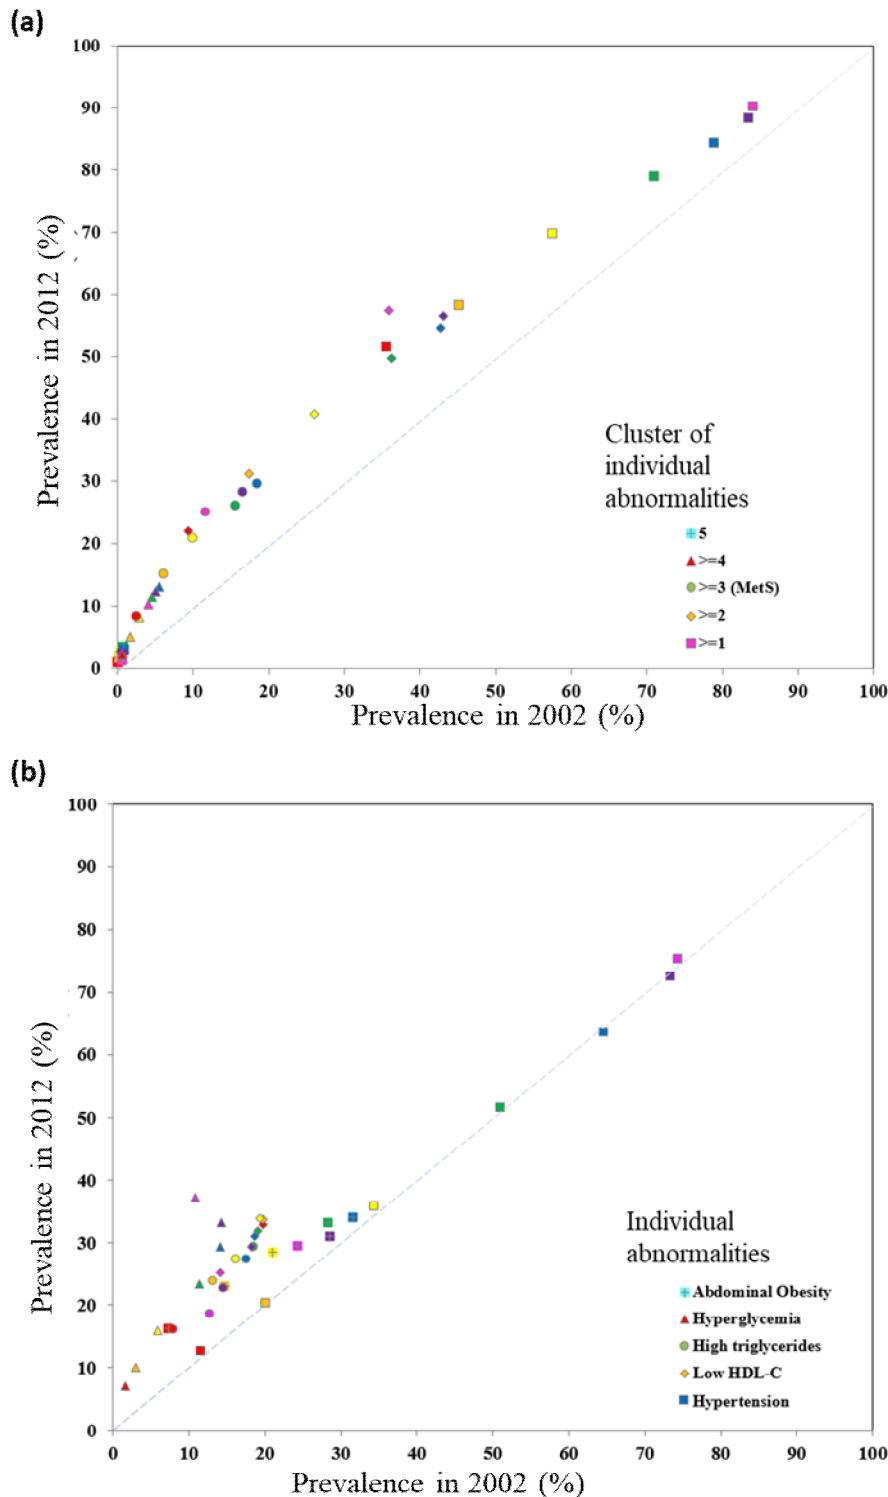 (a)
100
90
80
70
60
50
40
30
20
10
0
Prevalence in 2012 (%)
Cluster of
individual
abnormalities
5
>=4
>=3 (MetS)
>=2
>=1
0 10 20 30 40 50 60 70 80 90 100
Prevalence in 2002 (%)
(b)
100
90
80
70
60
50
40
30
20
10
0
Prevalence in 2012 (%)
Individual
abnormalities
Abdominal Obesity
Hyperglycemia
High triglycerides
Low HDL-C
Hypertension
0 10 20 30 40 50 60 70 80 90 100
Prevalence in 2002 (%)